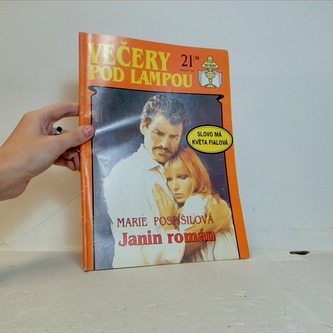 VEČERY
POD LAMPOU
21
SLOVO MÁ
KVĚTA FIALOVÁ
MARIE POSPÍŠILOVÁ
Janin román